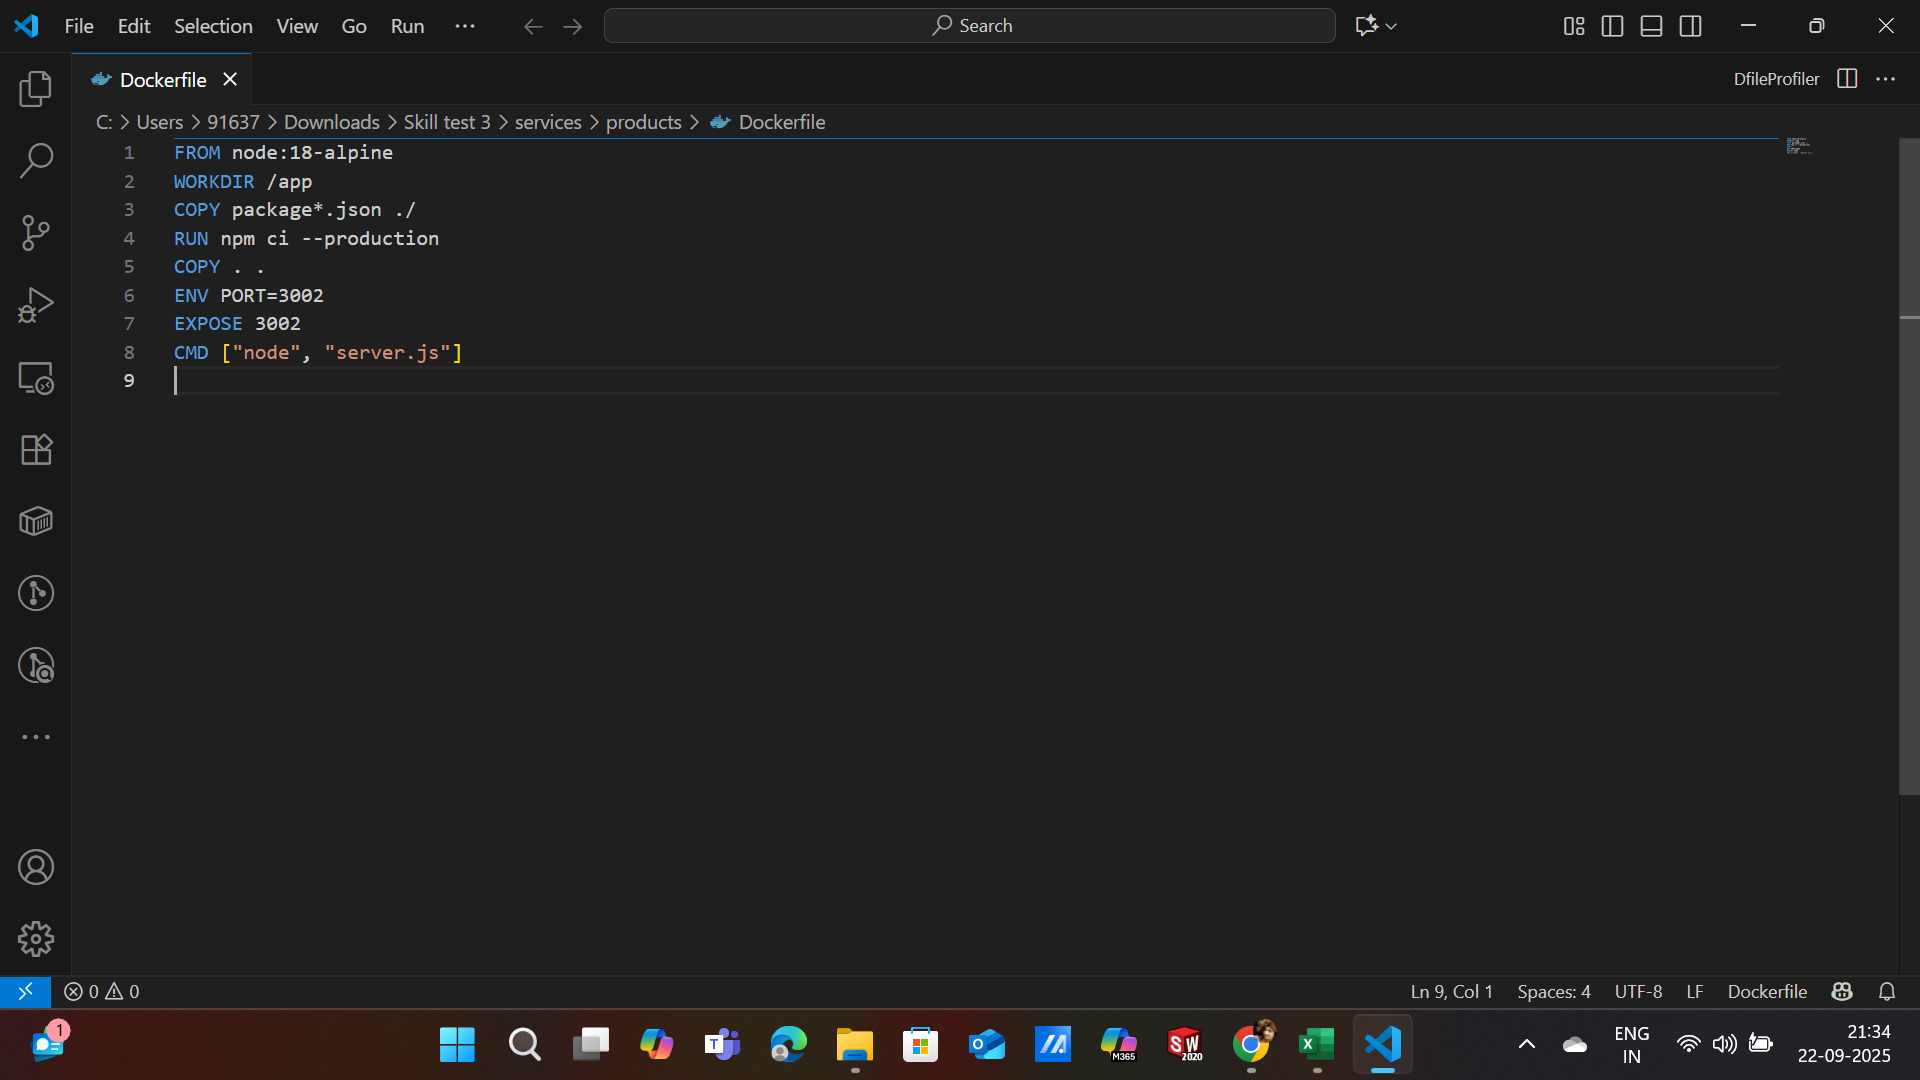 File Edit Selection View Go Run ···
Search
Dockerfile
DfileProfiler
C: > Users > 91637 > Downloads > Skill test 3 > services > products > Dockerfile
1 FROM node:18-alpine
2 WORKDIR /app
3 COPY package*.json ./
4 RUN npm ci --production
5 COPY . .
6 ENV PORT=3002
7 EXPOSE 3002
8 CMD ["node", "server.js"]
9
0 0
Ln 9, Col 1 Spaces: 4 UTF-8 LF Dockerfile
1
T
O
M365
SW
2020
X
ENG
IN
21:34
22-09-2025